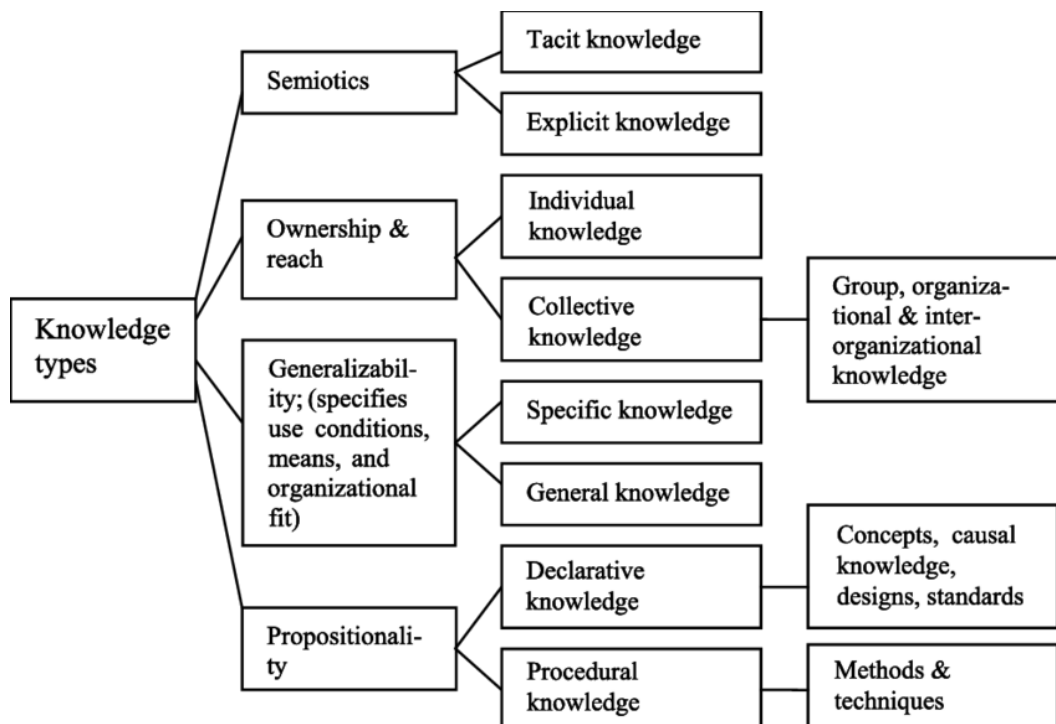 Knowledge
types
Semiotics
Tacit knowledge
Explicit knowledge
Ownership &
reach
Individual
knowledge
Collective
knowledge
Group, organiza-
tional & inter-
organizational
knowledge
Generalizabil-
ity; (specifies
use conditions,
means, and
organizational
fit)
Specific knowledge
General knowledge
Propositionali-
ty
Declarative
knowledge
Concepts, causal
knowledge,
designs, standards
Procedural
knowledge
Methods &
techniques